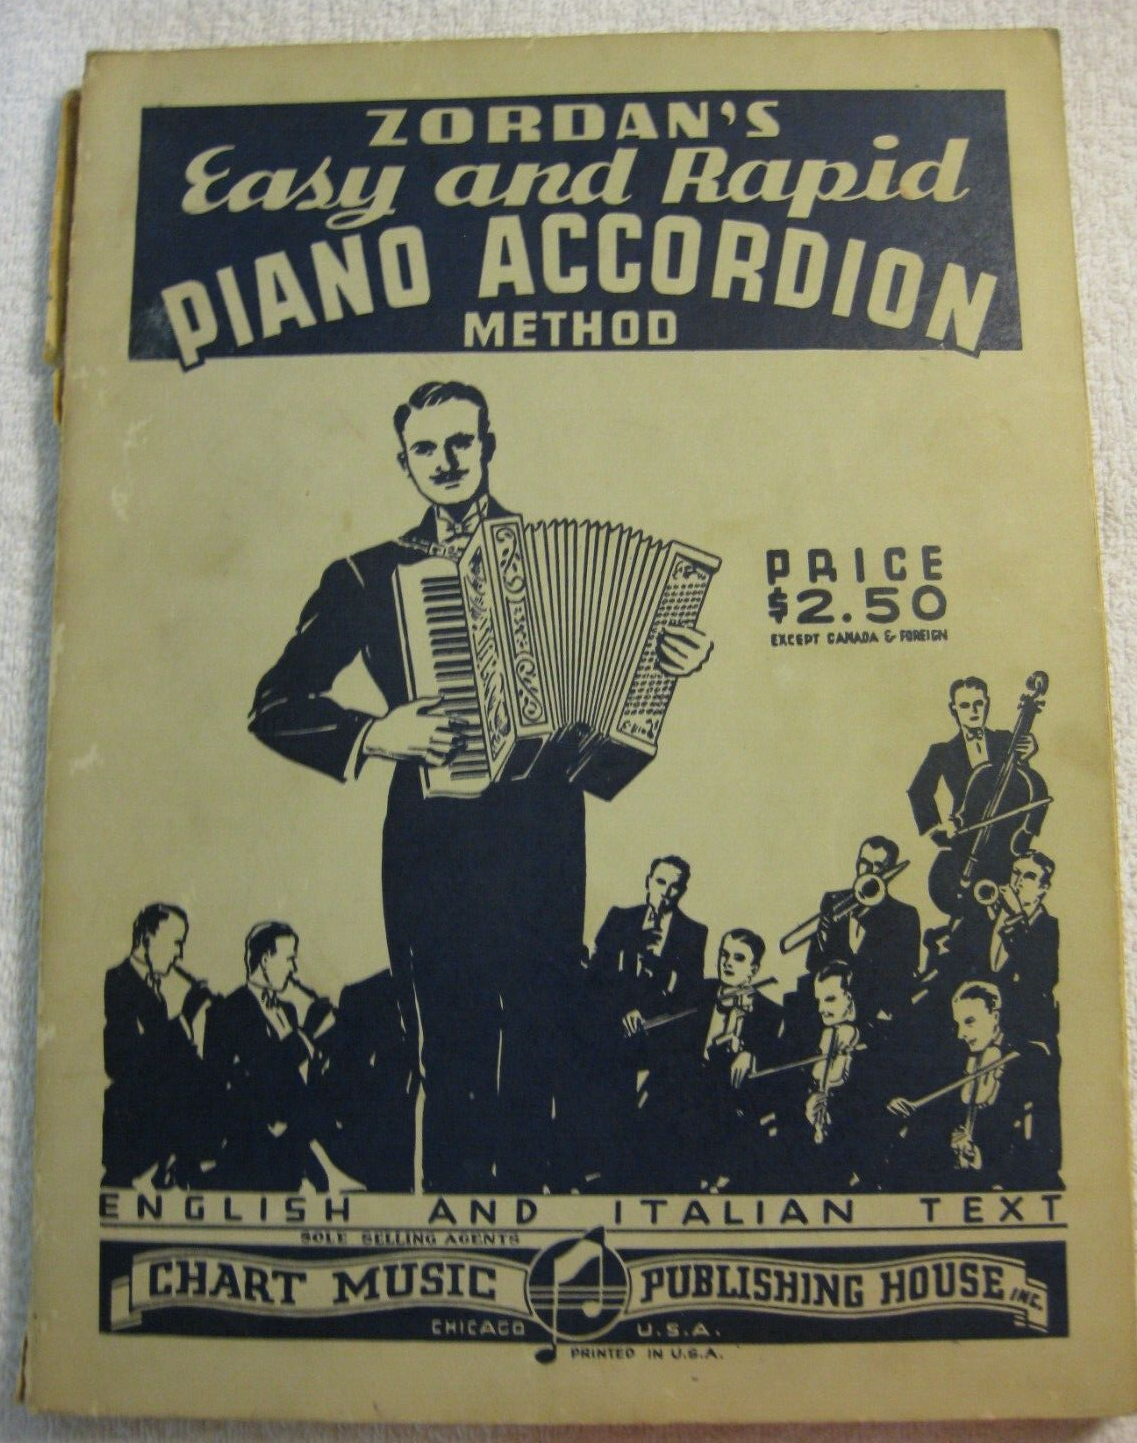 ZORDAN'S
Easy and Rapid
PIANO ACCORDION
METHOD
PRICE
$2.50
EXCEPT CANADA & FOREIGN
ENGLISH AND ITALIAN TEXT
SOLE SELLING AGENTS
CHART MUSIC PUBLISHING HOUSE INC.
CHICAGO U.S.A.
PRINTED IN U.S.A.